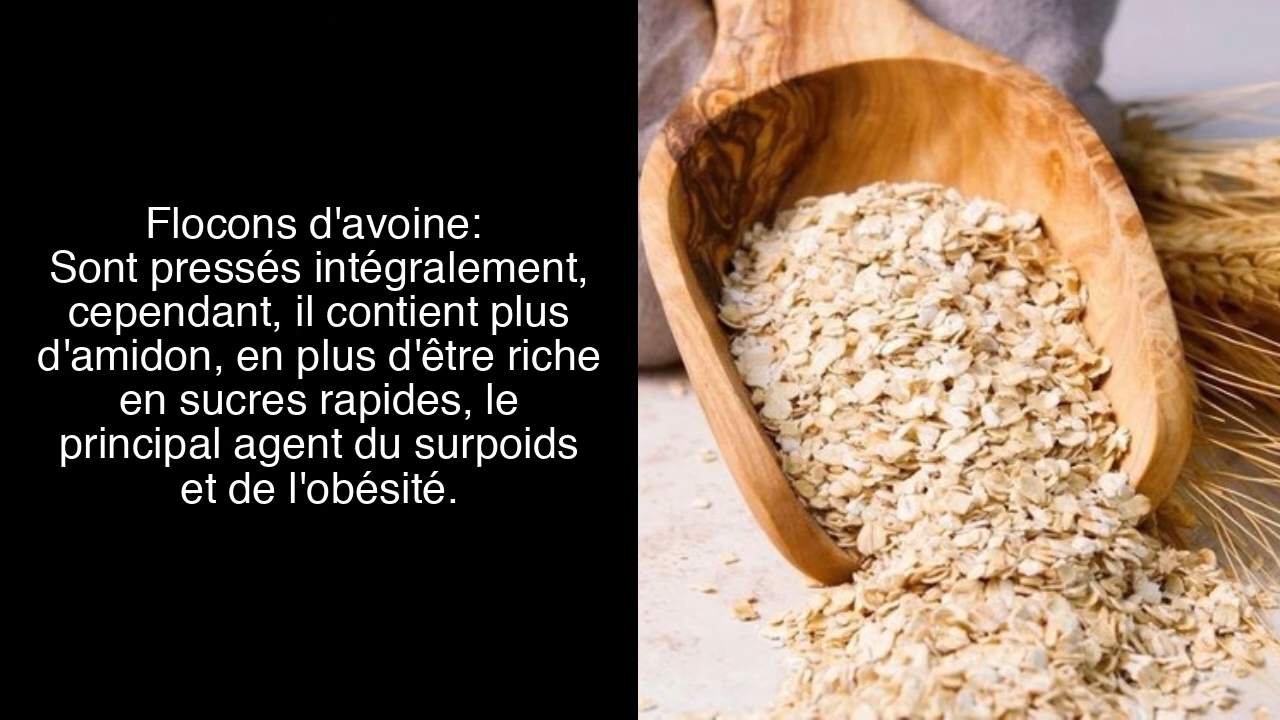 Flocons d'avoine:
Sont pressés intégralement,
cependant, il contient plus
d'amidon, en plus d'être riche
en sucres rapides, le
principal agent du surpoids
et de l'obésité.